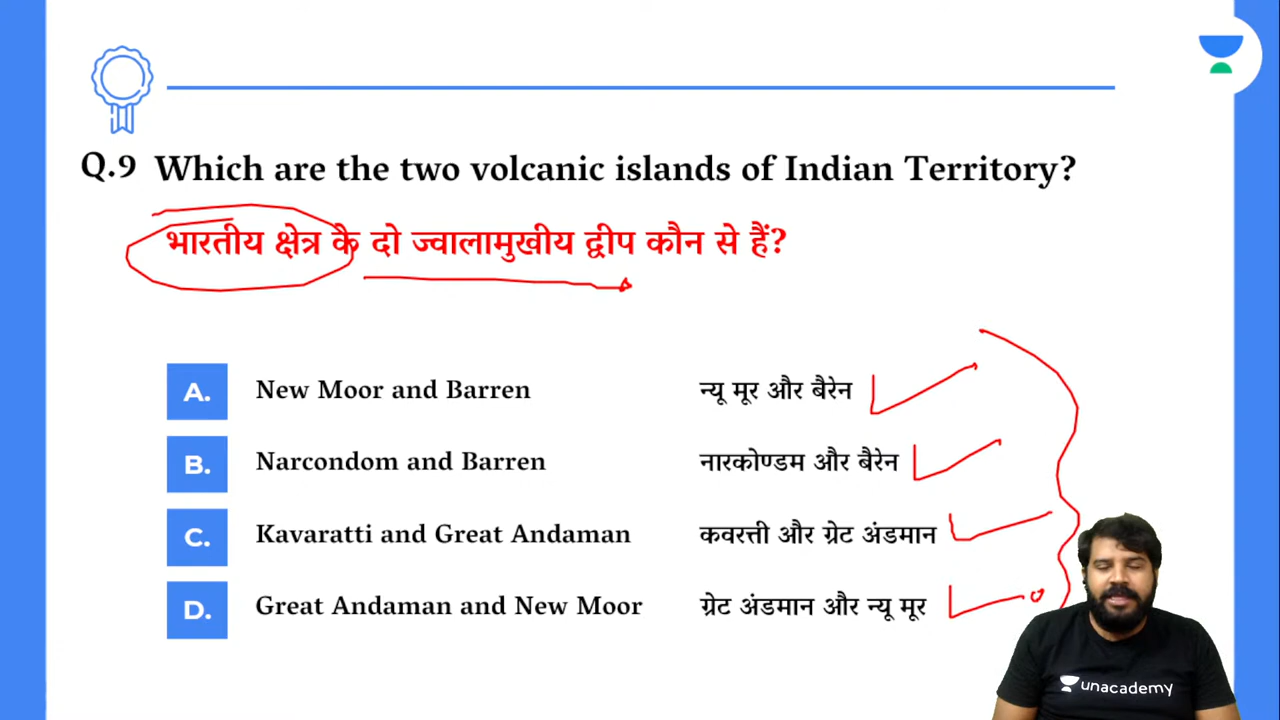 Q.9 Which are the two volcanic islands of Indian Territory?
भारतीय क्षेत्र के दो ज्वालामुखीय द्वीप कौन से हैं?
A. New Moor and Barren न्यू मूर और बैरेन
B. Narcondom and Barren नारकोण्डम और बैरेन
C. Kavaratti and Great Andaman कवरत्ती और ग्रेट अंडमान
D. Great Andaman and New Moor ग्रेट अंडमान और न्यू मूर
unacademy